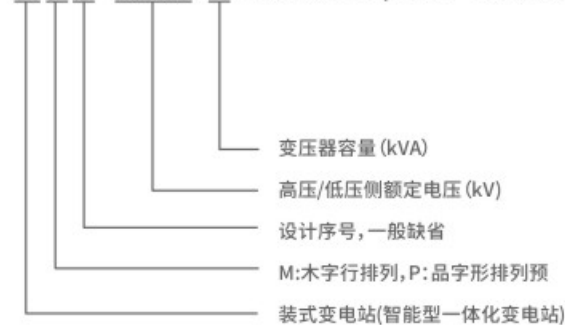 变压器容量(kVA)
高压/低压侧额定电压(kV)
设计序号,一般缺省
M:木字行排列,P:品字形排列预
装式变电站(智能型一体化变电站)